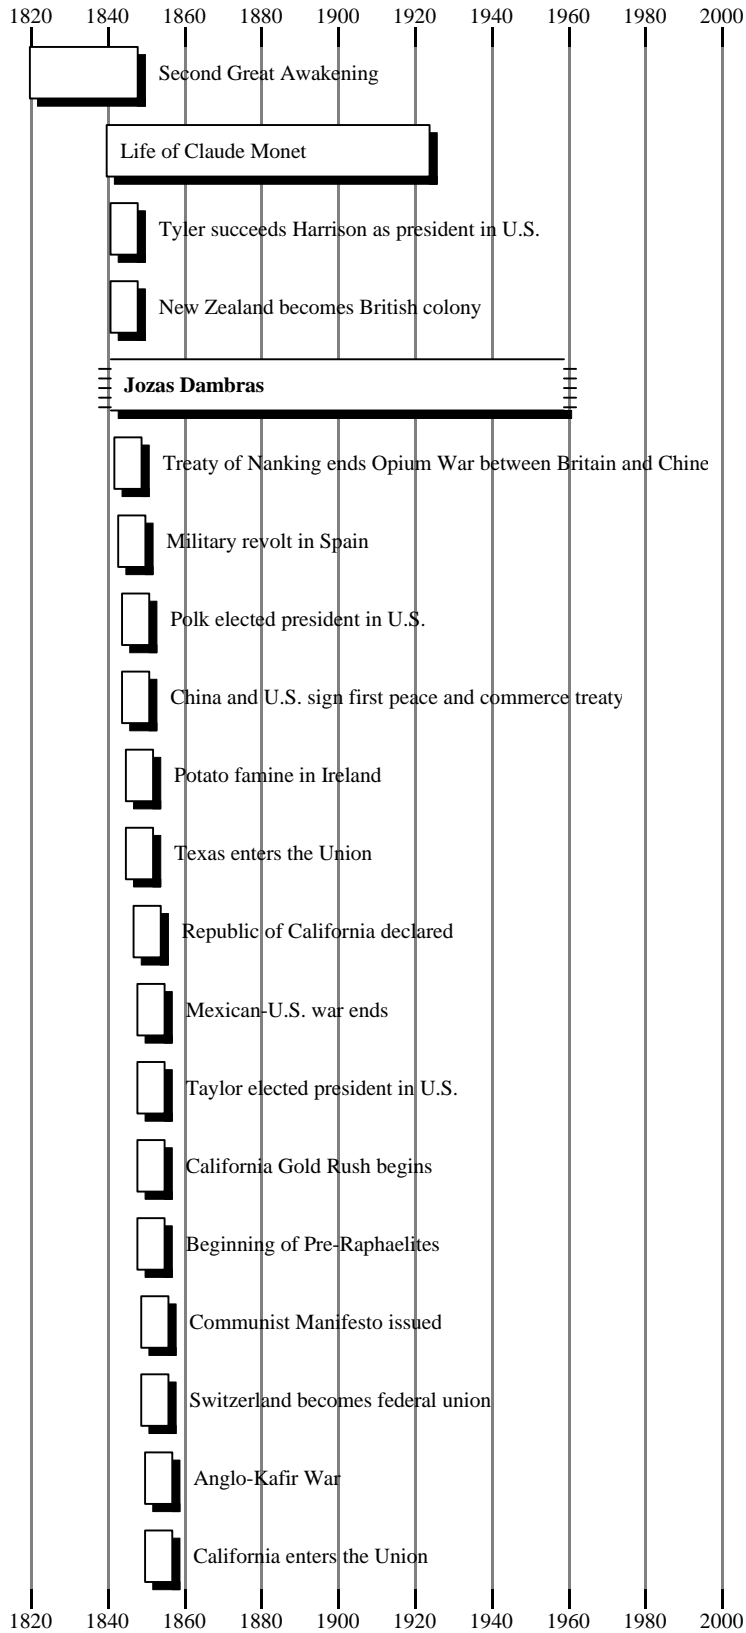 1820 1840 1860 1880 1900 1920 1940 1960 1980 2000
Second Great Awakening
Life of Claude Monet
Tyler succeeds Harrison as president in U.S.
New Zealand becomes British colony
Jozas Dambras
Treaty of Nanking ends Opium War between Britain and Chine
Military revolt in Spain
Polk elected president in U.S.
China and U.S. sign first peace and commerce treaty
Potato famine in Ireland
Texas enters the Union
Republic of California declared
Mexican-U.S. war ends
Taylor elected president in U.S.
California Gold Rush begins
Beginning of Pre-Raphaelites
Communist Manifesto issued
Switzerland becomes federal union
Anglo-Kafir War
California enters the Union
1820 1840 1860 1880 1900 1920 1940 1960 1980 2000